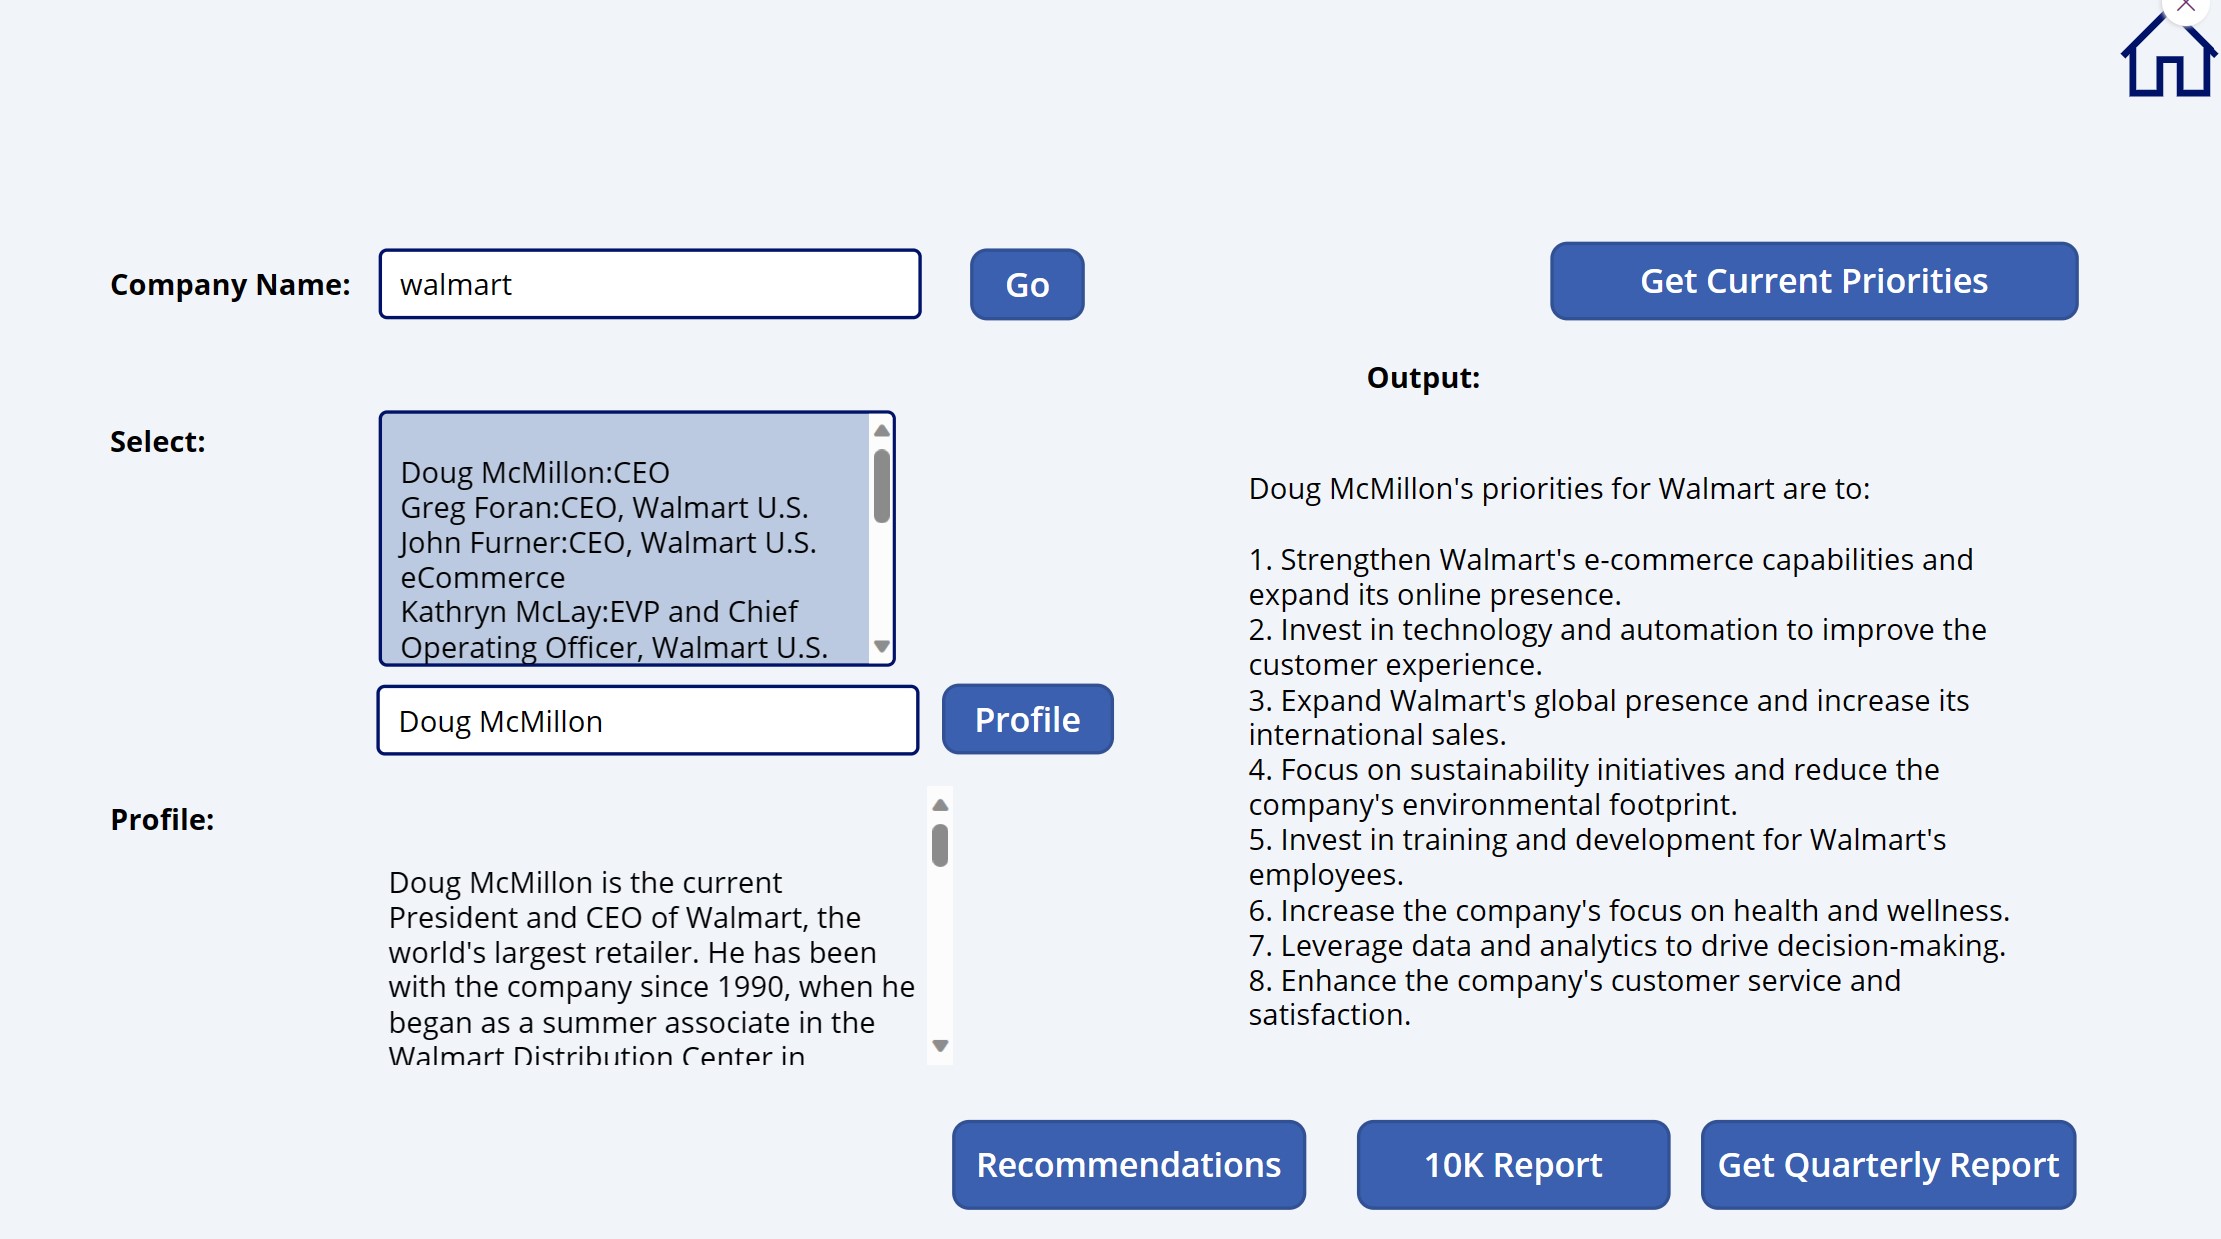 Company Name:
walmart
Go
Get Current Priorities
Select:
Doug McMillon:CEO
Greg Foran:CEO, Walmart U.S.
John Furner:CEO, Walmart U.S.
eCommerce
Kathryn McLay:EVP and Chief
Operating Officer, Walmart U.S.
Doug McMillon
Profile
Profile:
Doug McMillon is the current
President and CEO of Walmart, the
world's largest retailer. He has been
with the company since 1990, when he
began as a summer associate in the
Walmart Distribution Center in
Output:
Doug McMillon's priorities for Walmart are to:
1. Strengthen Walmart's e-commerce capabilities and
expand its online presence.
2. Invest in technology and automation to improve the
customer experience.
3. Expand Walmart's global presence and increase its
international sales.
4. Focus on sustainability initiatives and reduce the
company's environmental footprint.
5. Invest in training and development for Walmart's
employees.
6. Increase the company's focus on health and wellness.
7. Leverage data and analytics to drive decision-making.
8. Enhance the company's customer service and
satisfaction.
Recommendations
10K Report
Get Quarterly Report